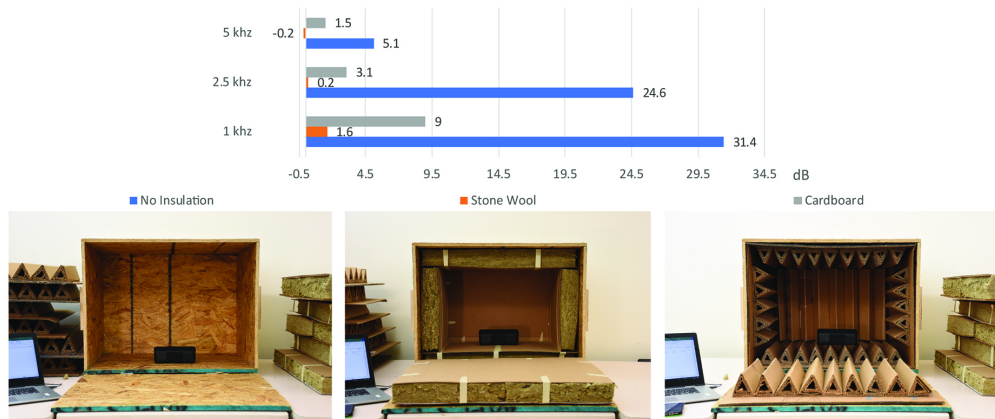 5 khz
1.5
-0.2
5.1
2.5 khz
3.1
0.2
24.6
1 khz
9
1.6
31.4
-0.5 4.5 9.5 14.5 19.5 24.5 29.5 34.5 dB
No Insulation Stone Wool Cardboard